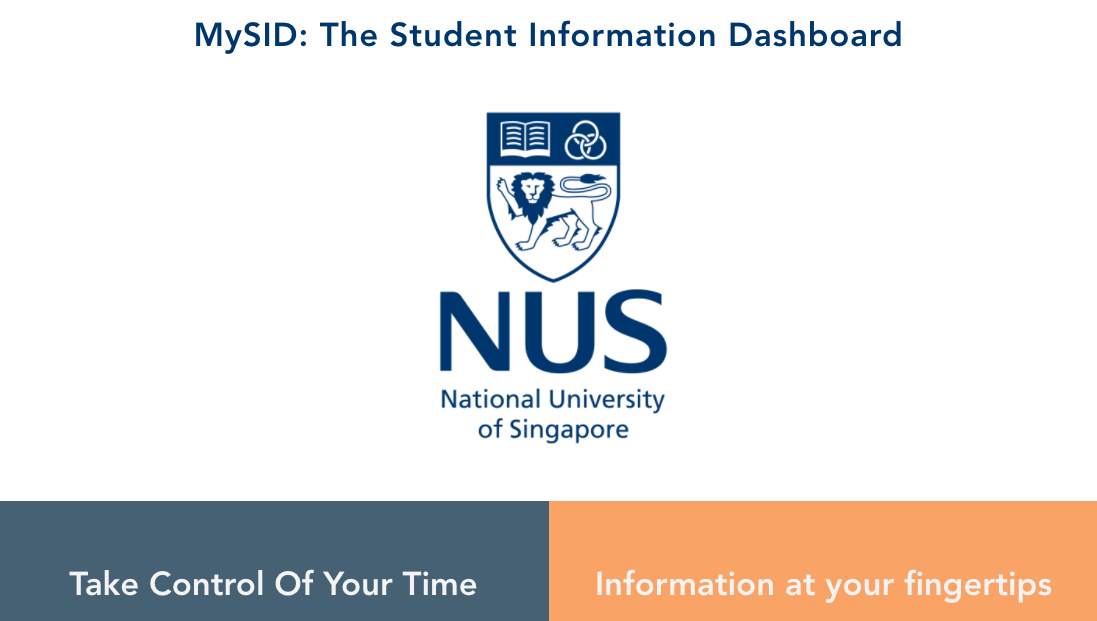 MySID: The Student Information Dashboard
NUS
National University
of Singapore
Take Control Of Your Time
Information at your fingertips